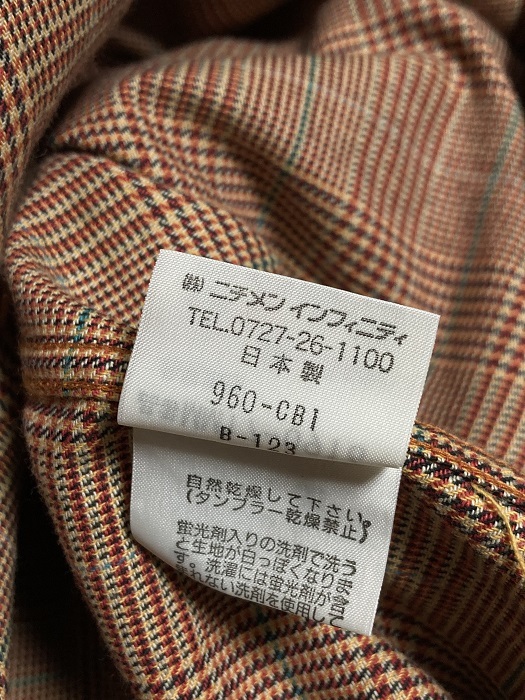 ㈱ ニチメン インフィニティ
TEL.0727-26-1100
日本製
960-CBI
B-123
自然乾燥して下さい。
(タンブラー乾燥禁止)
蛍光剤入りの洗剤で洗う
と生地が白っぽくなりま
す。洗濯には蛍光剤が含
まれない洗剤を使用して